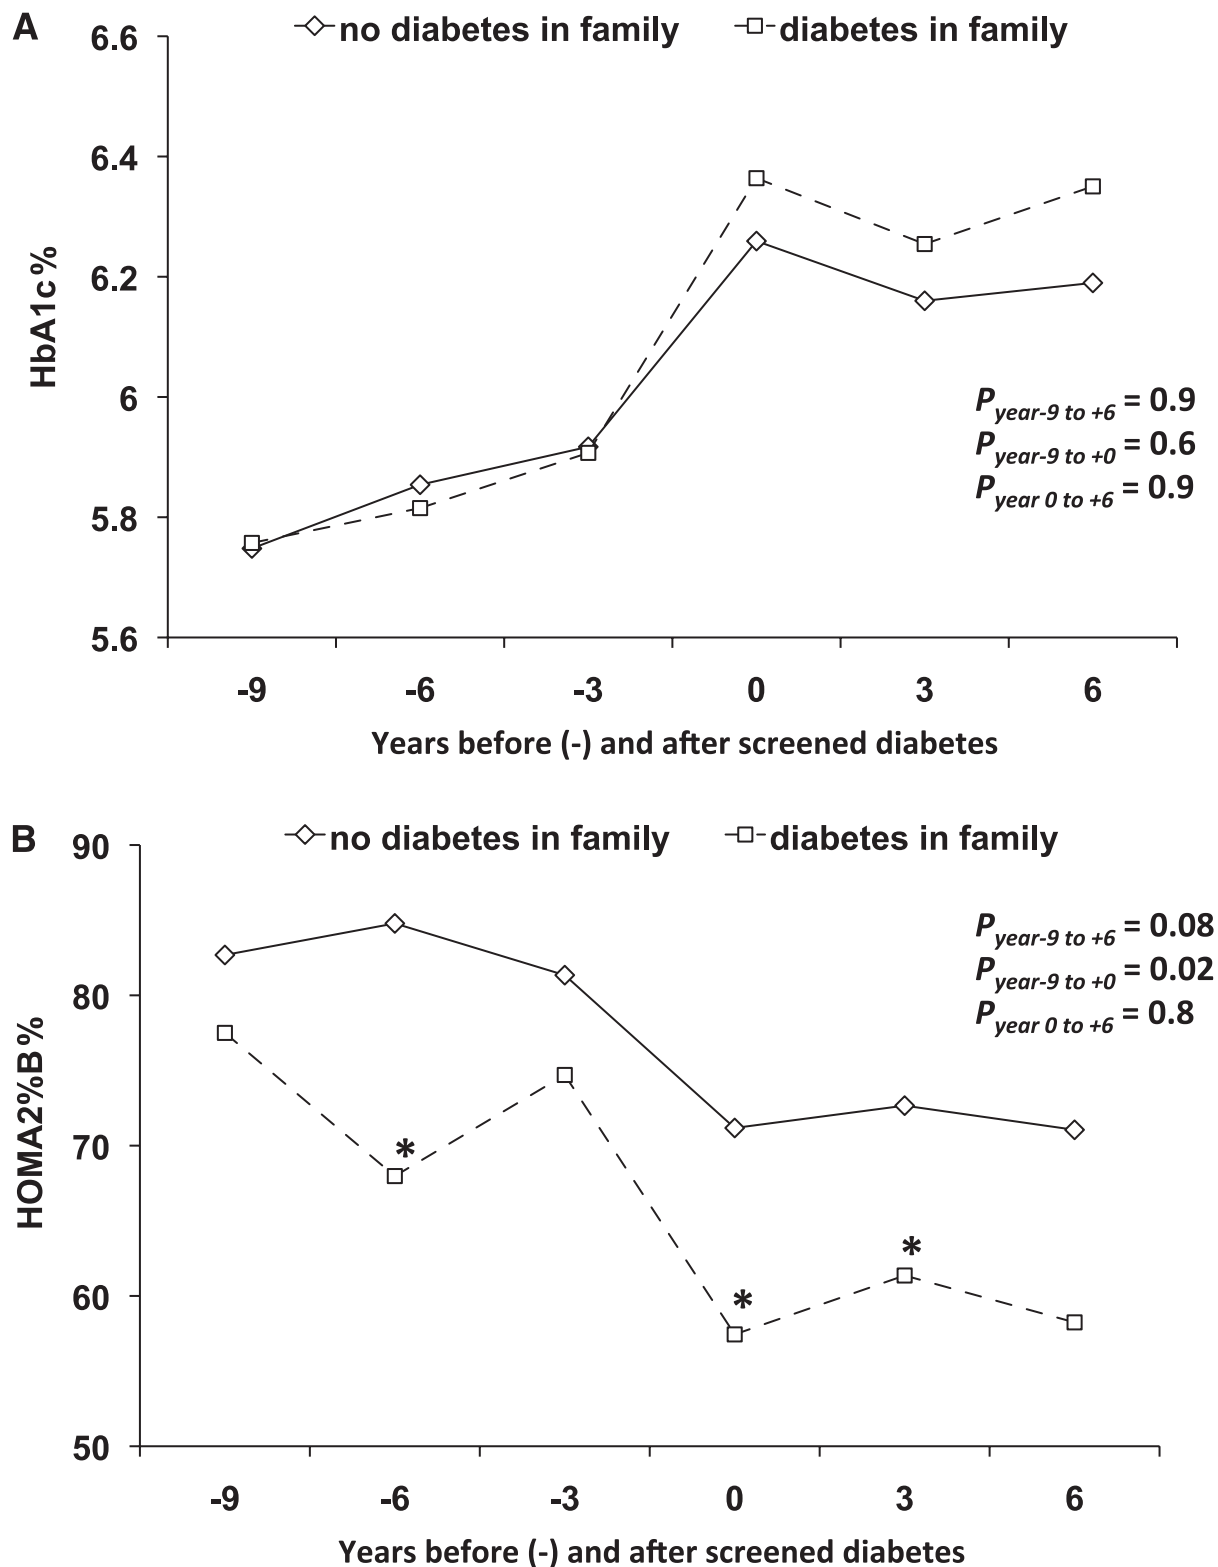 A
no diabetes in family diabetes in family
6.6
6.4
6.2
6
5.8
5.6
HbA1c%
P year-9 to +6 = 0.9
P year-9 to +0 = 0.6
P year 0 to +6 = 0.9
-9 -6 -3 0 3 6
Years before (-) and after screened diabetes
B
no diabetes in family diabetes in family
90
80
70
60
50
HOMA2%B%
P year-9 to +6 = 0.08
P year-9 to +0 = 0.02
P year 0 to +6 = 0.8
*
*
*
-9 -6 -3 0 3 6
Years before (-) and after screened diabetes